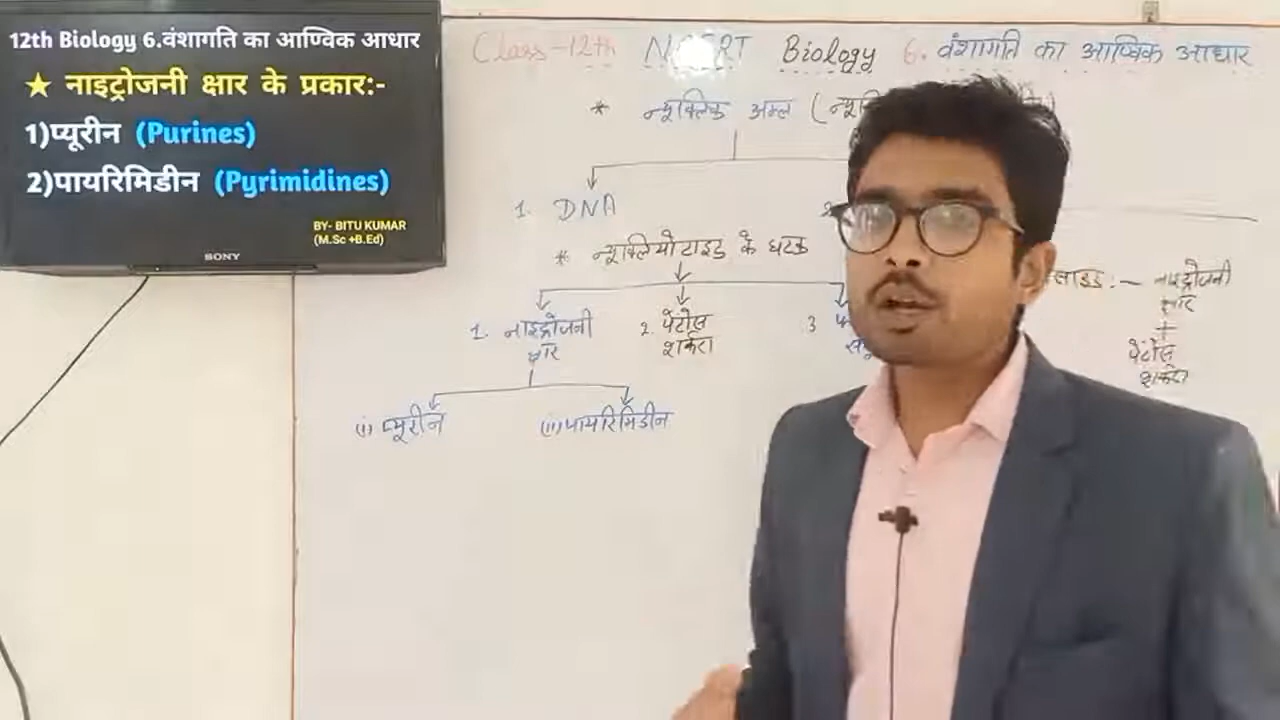 12th Biology 6.वंशागति का आण्विक आधार
★ नाइट्रोजनी क्षार के प्रकार:-
1)प्यूरीन (Purines)
2)पायरिमिडीन (Pyrimidines)
BY- BITU KUMAR
(M.Sc +B.Ed)
SONY
Class-12th NCERT Biology 6. वंशागति का आण्विक आधार
* न्यूक्लिक अम्ल (
1. DNA
* न्यूक्लियोटाइड के घटक
1. नाइट्रोजनी क्षार
2. पेंटोस शर्करा
3
(i) प्यूरीन (ii) पायरिमिडीन
:- नाइट्रोजनी
क्षार
+
पेंटोस
शर्करा